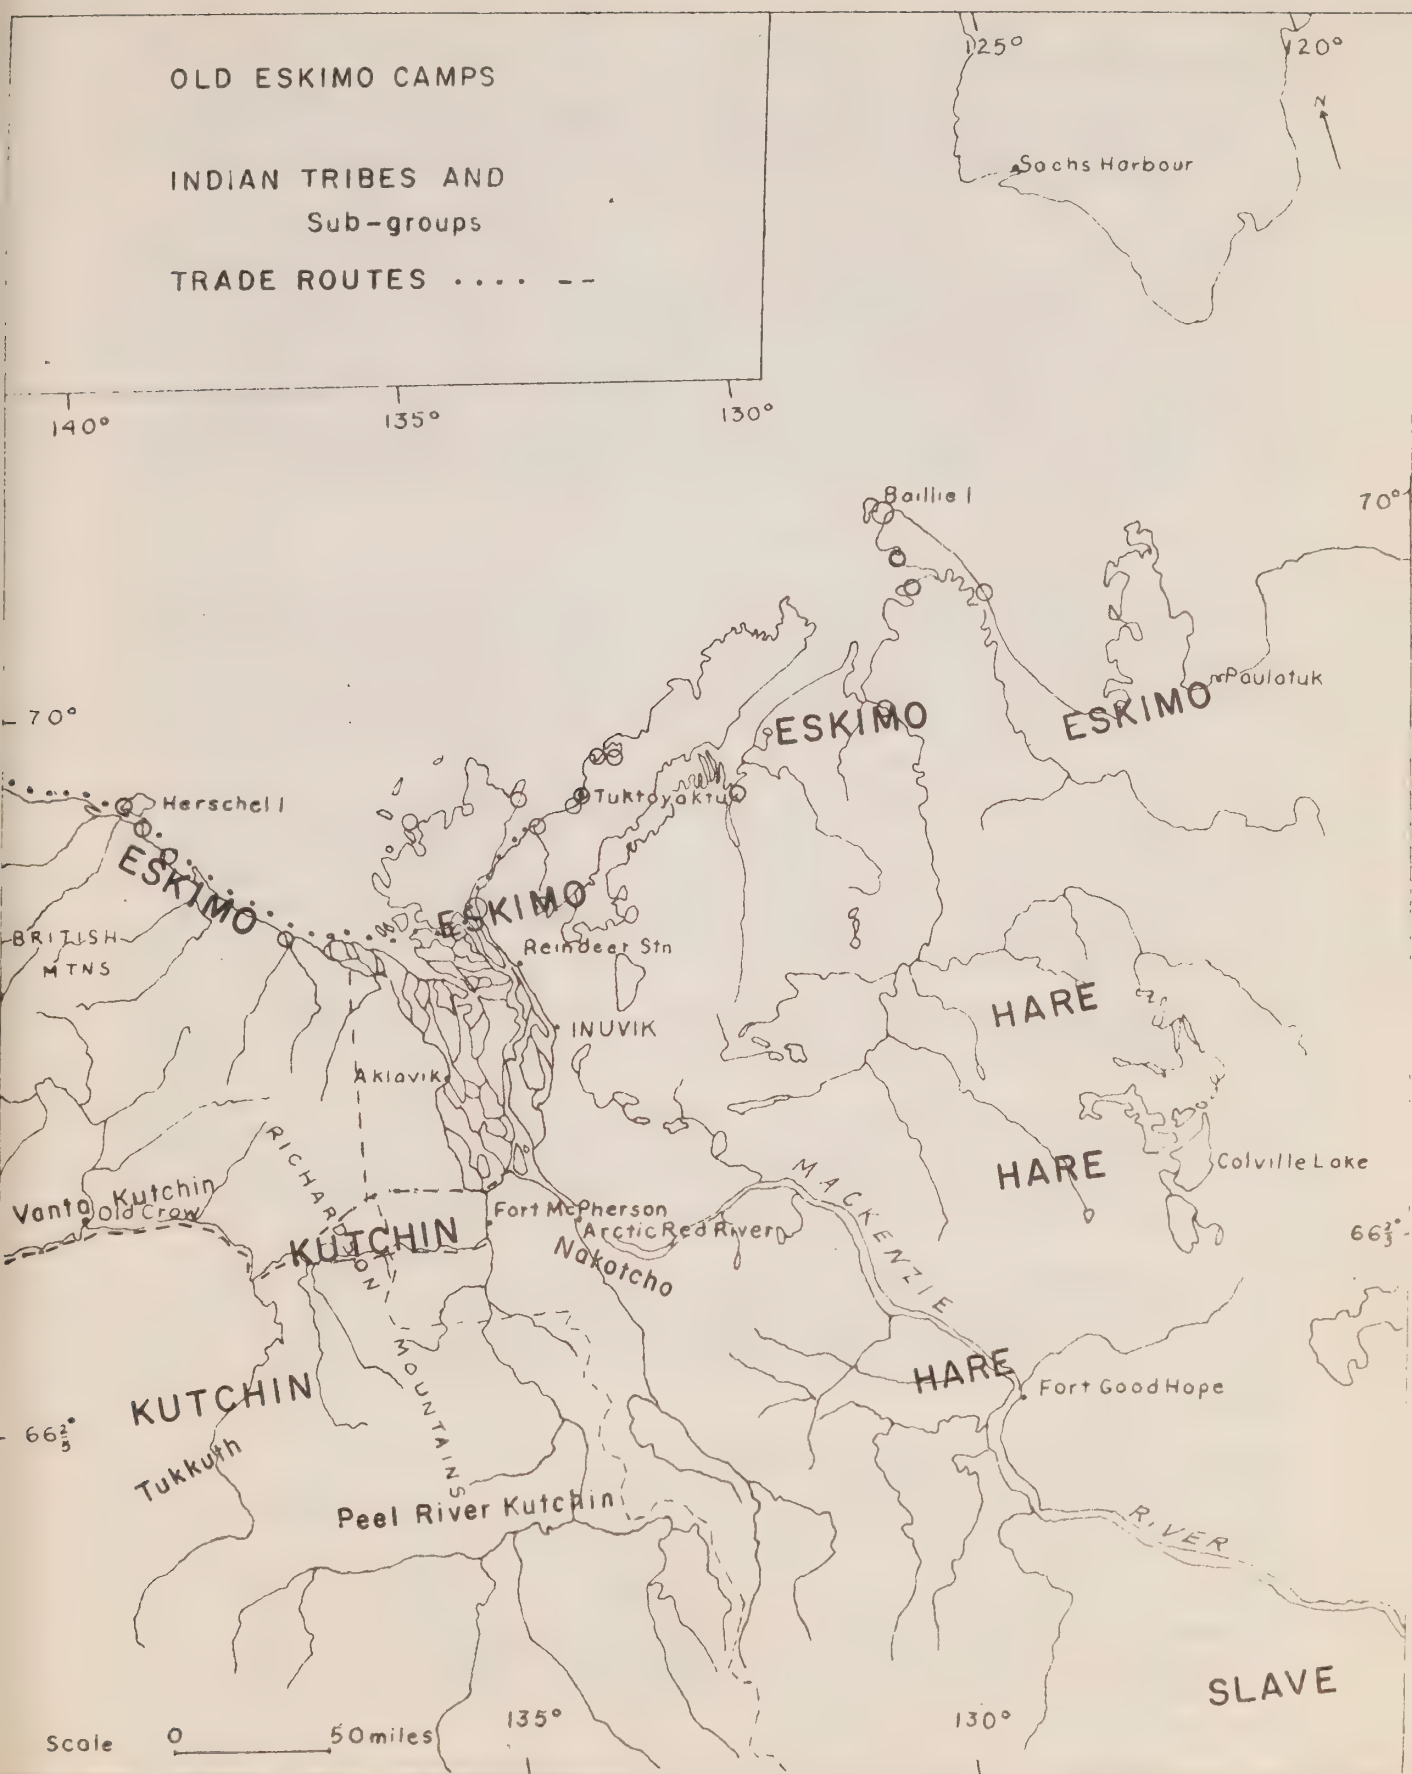 OLD ESKIMO CAMPS
INDIAN TRIBES AND
Sub-groups
TRADE ROUTES .... --
125°
120°
N
Sachs Harbour
140°
135°
130°
Baillie I
70°
Paulatuk
70°
ESKIMO
ESKIMO
Herschel I
Tuktoyaktuk
ESKIMO
ESKIMO
BRITISH
MTNS
Reindeer Stn
HARE
INUVIK
Aklavik
RICHARDSON
MOUNTAINS
HARE
Colville Lake
MACKENZIE
Vanta Kutchin
Old Crow
Fort McPherson
Arctic Red River
KUTCHIN
Nakotcho
66⅔°
HARE
Fort Good Hope
KUTCHIN
66⅔°
Tukkuth
Peel River Kutchin
RIVER
SLAVE
135°
130°
Scale 0 50 miles